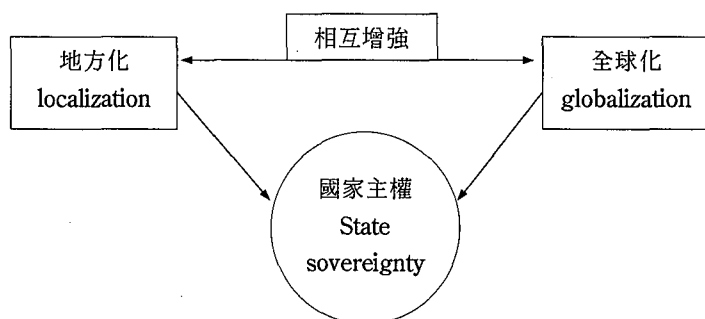 相互增強
地方化
localization
全球化
globalization
國家主權
State
sovereignty